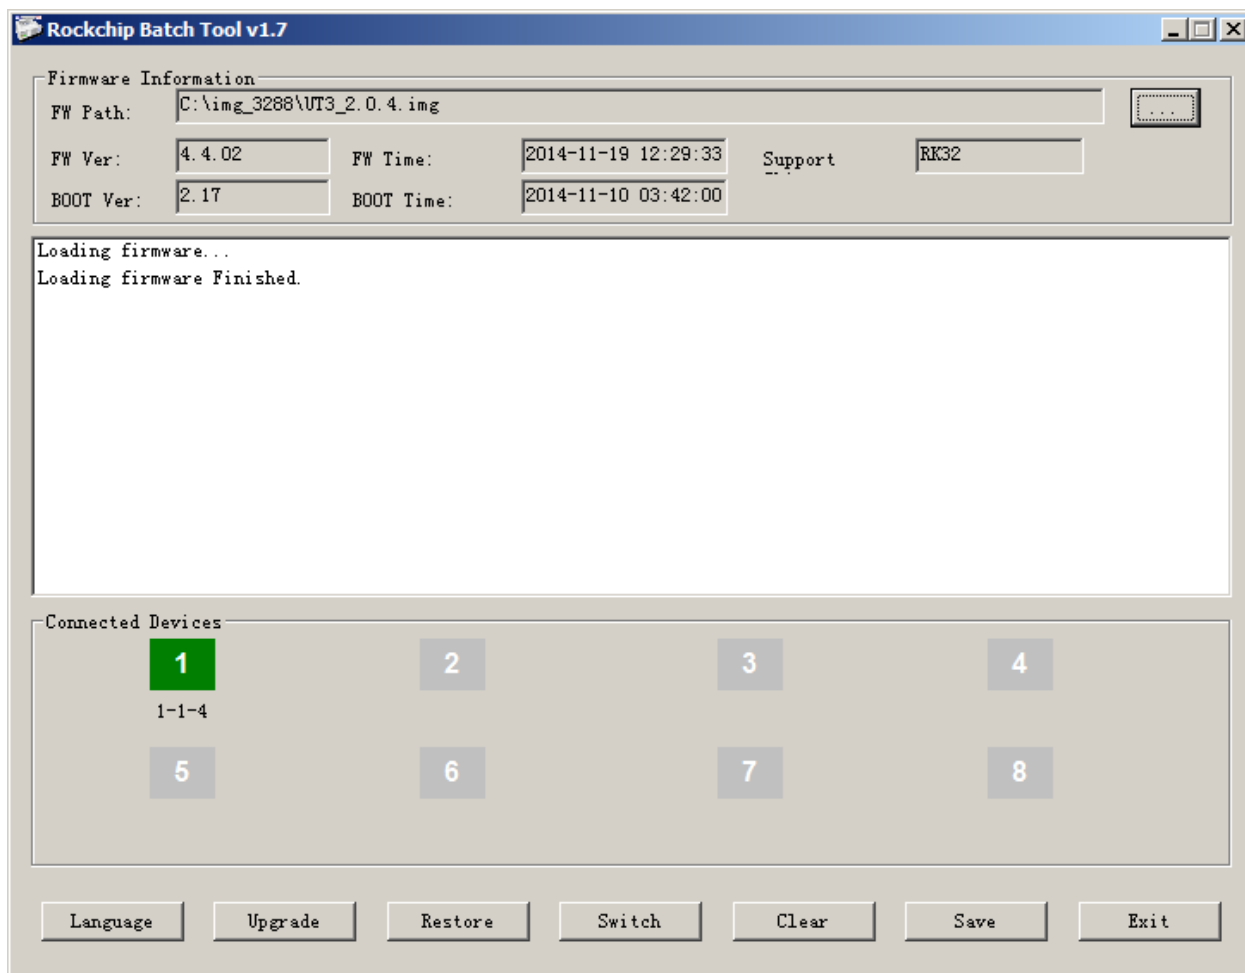 Rockchip Batch Tool v1.7
Firmware Information
FW Path: C:\img_3288\UT3_2.0.4.img ...
FW Ver: 4.4.02 FW Time: 2014-11-19 12:29:33 Support RK32
BOOT Ver: 2.17 BOOT Time: 2014-11-10 03:42:00
Loading firmware...
Loading firmware Finished.
Connected Devices
1 2 3 4
1-1-4
5 6 7 8
Language Upgrade Restore Switch Clear Save Exit